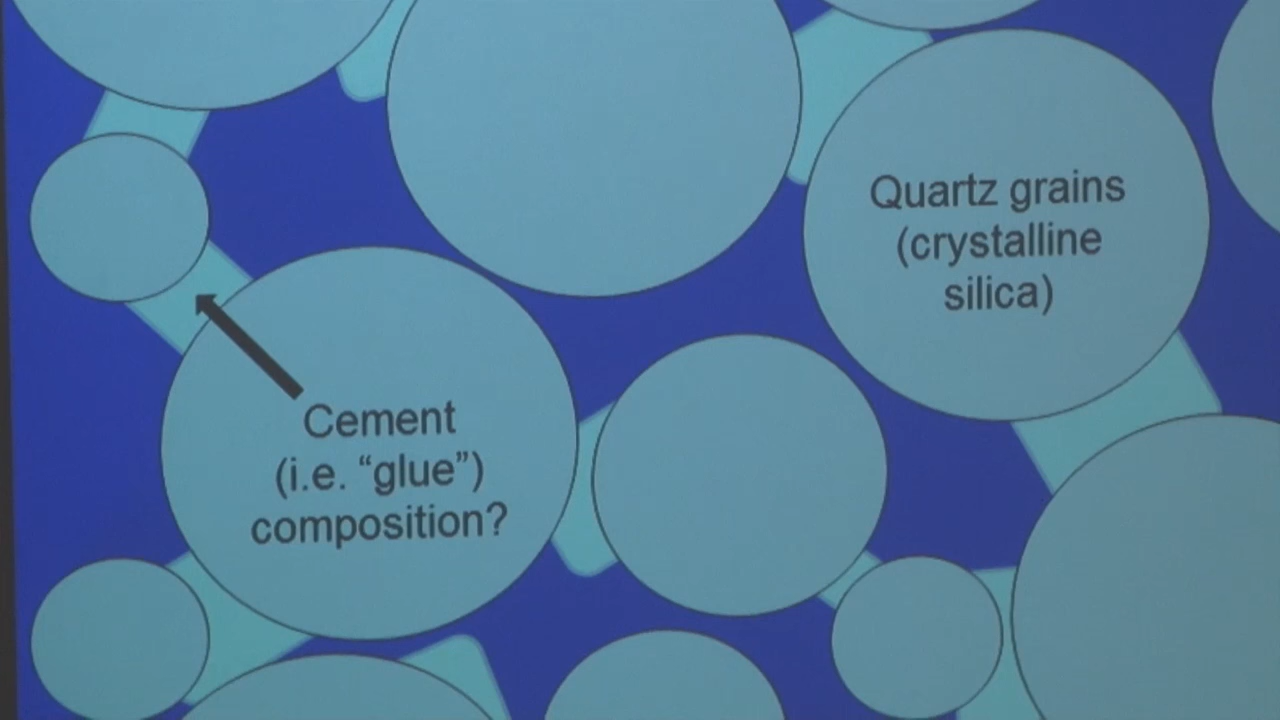 Quartz grains
(crystalline
silica)
Cement
(i.e. “glue”)
composition?